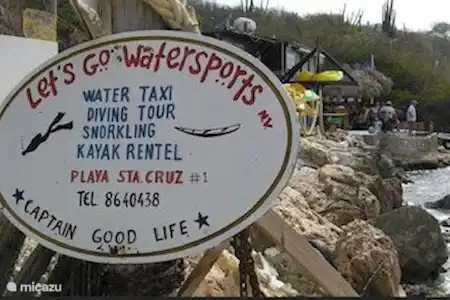 Let's Go Watersports N.V.
WATER TAXI
DIVING TOUR
SNORKLING
KAYAK RENTEL
PLAYA STA. CRUZ #1
TEL. 8640438
CAPTAIN GOOD LIFE
micazu